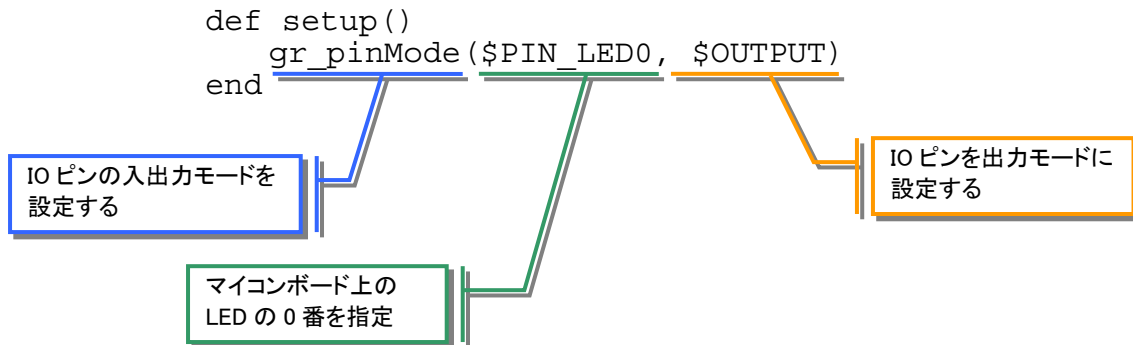 def setup()
gr_pinMode($PIN_LED0, $OUTPUT)
end
IO ピンの入出力モードを
設定する
IO ピンを出力モードに
設定する
マイコンボード上の
LED の 0 番を指定